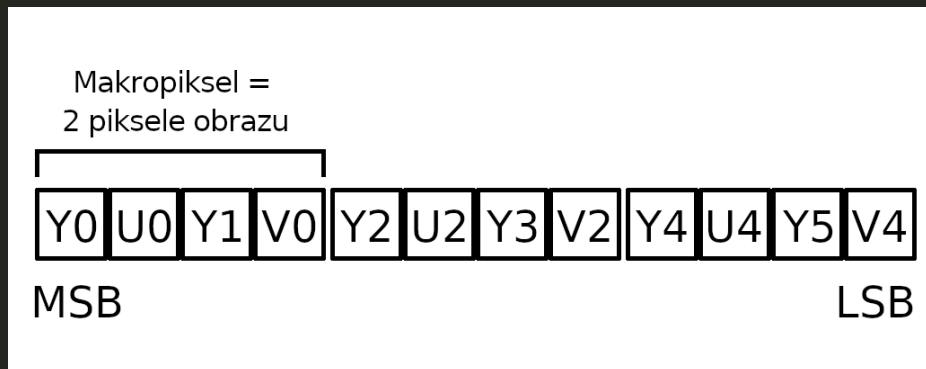 Makropiksel =
2 piksele obrazu
Y0 U0 Y1 V0 Y2 U2 Y3 V2 Y4 U4 Y5 V4
MSB LSB